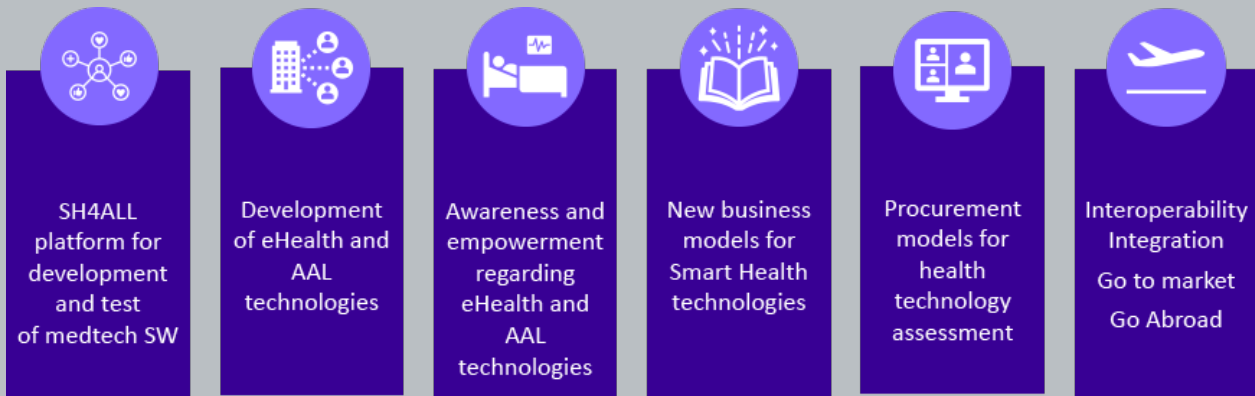 SH4ALL
platform for
development
and test
of medtech SW
Development
of eHealth and
AAL
technologies
Awareness and
empowerment
regarding
eHealth and
AAL
technologies
New business
models for
Smart Health
technologies
Procurement
models for
health
technology
assessment
Interoperability
Integration
Go to market
Go Abroad